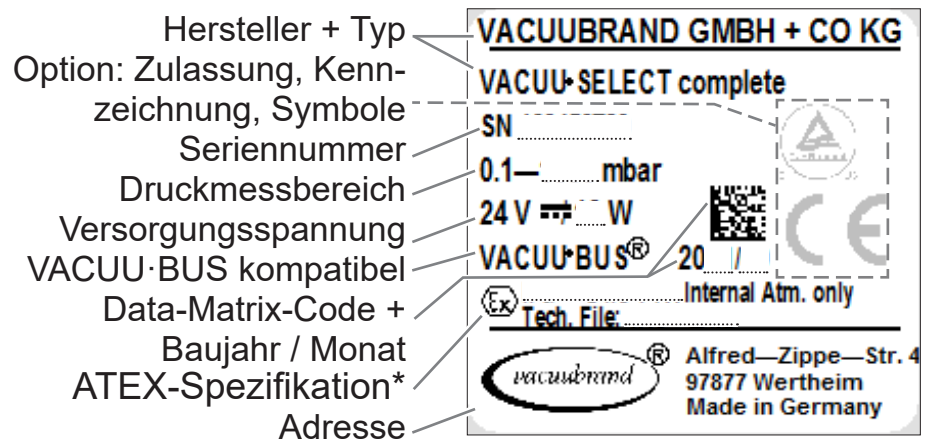 Hersteller + Typ
Option: Zulassung, Kenn-
zeichnung, Symbole
Seriennummer
Druckmessbereich
Versorgungsspannung
VACUU·BUS kompatibel
Data-Matrix-Code +
Baujahr / Monat
ATEX-Spezifikation*
Adresse
VACUUBRAND GMBH + CO KG
VACUU·SELECT complete
SN
0.1— mbar
24 V W
VACUU·BUS® 20 /
CE
Ex Internal Atm. only
Tech. File:
vacuubrand ®
Alfred—Zippe—Str. 4
97877 Wertheim
Made in Germany